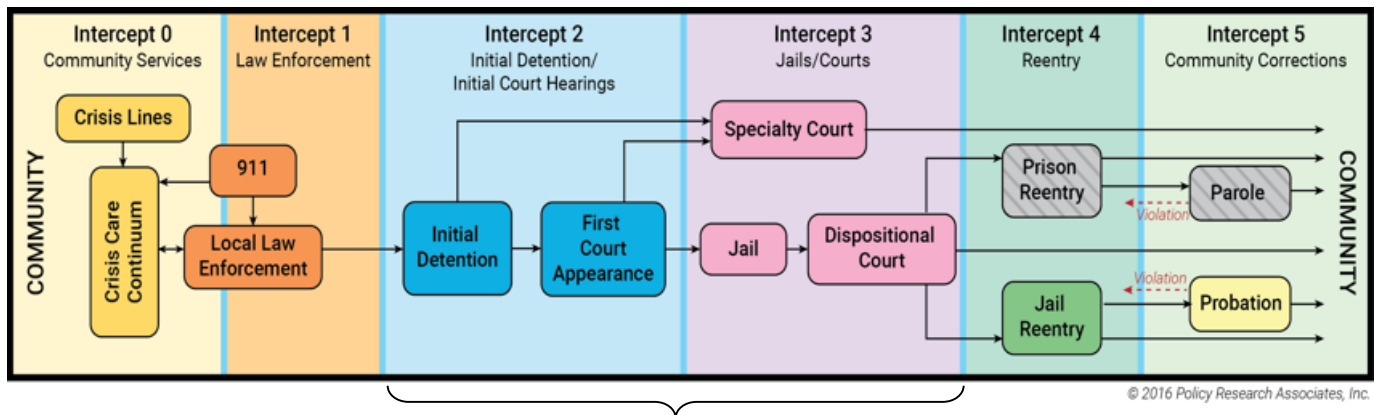 Intercept 0
Community Services
Intercept 1
Law Enforcement
Intercept 2
Initial Detention/
Initial Court Hearings
Intercept 3
Jails/Courts
Intercept 4
Reentry
Intercept 5
Community Corrections
COMMUNITY
Crisis Lines
Crisis Care
Continuum
911
Local Law
Enforcement
Initial
Detention
First
Court
Appearance
Specialty Court
Jail
Dispositional
Court
Prison
Reentry
Violation
Parole
Jail
Reentry
Violation
Probation
COMMUNITY
© 2016 Policy Research Associates, Inc.